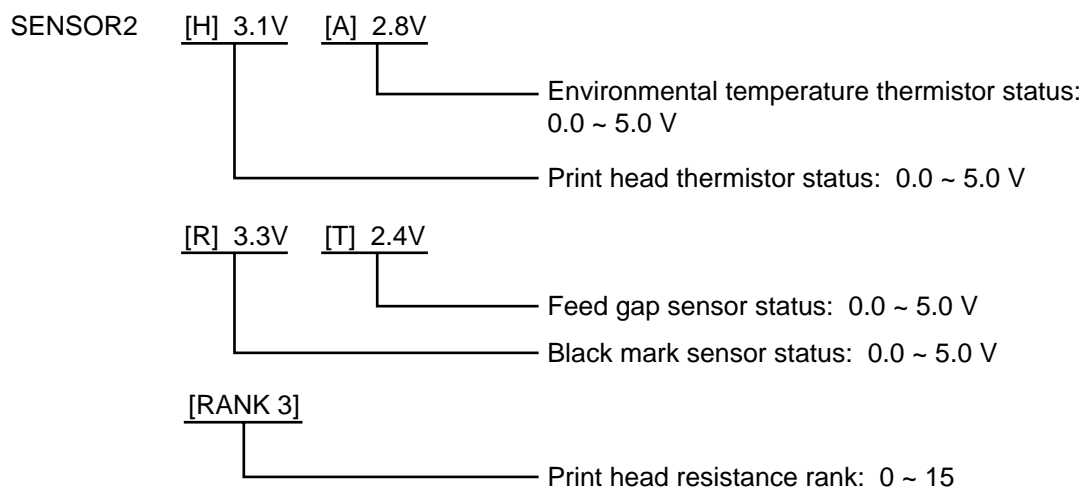 SENSOR2 [H] 3.1V [A] 2.8V
Environmental temperature thermistor status:
0.0 ~ 5.0 V
Print head thermistor status: 0.0 ~ 5.0 V
[R] 3.3V [T] 2.4V
Feed gap sensor status: 0.0 ~ 5.0 V
Black mark sensor status: 0.0 ~ 5.0 V
[RANK 3]
Print head resistance rank: 0 ~ 15